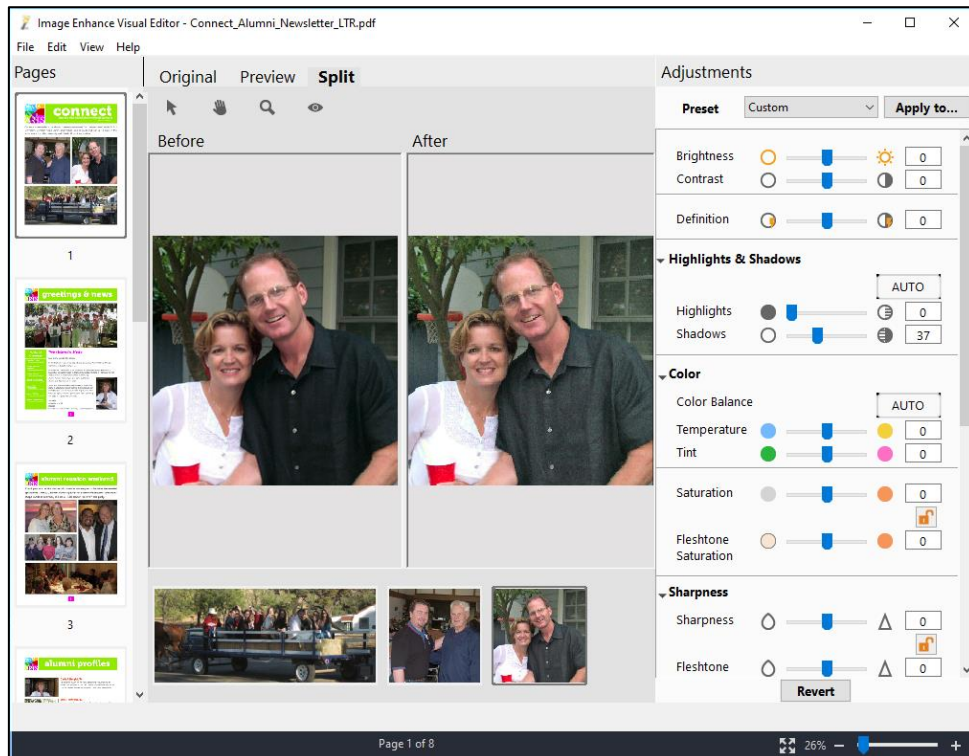 Image Enhance Visual Editor - Connect_Alumni_Newsletter_LTR.pdf
File Edit View Help
Pages
Original Preview Split
Adjustments
connect
1
greetings & news
2
alumni reunion weekend
3
alumni profiles
Before After
Preset Custom Apply to...
Brightness 0
Contrast 0
Definition 0
Highlights & Shadows
AUTO
Highlights 0
Shadows 37
Color
Color Balance AUTO
Temperature 0
Tint 0
Saturation 0
Fleshtone Saturation 0
Sharpness
Sharpness 0
Fleshtone 0
Revert
Page 1 of 8
26%